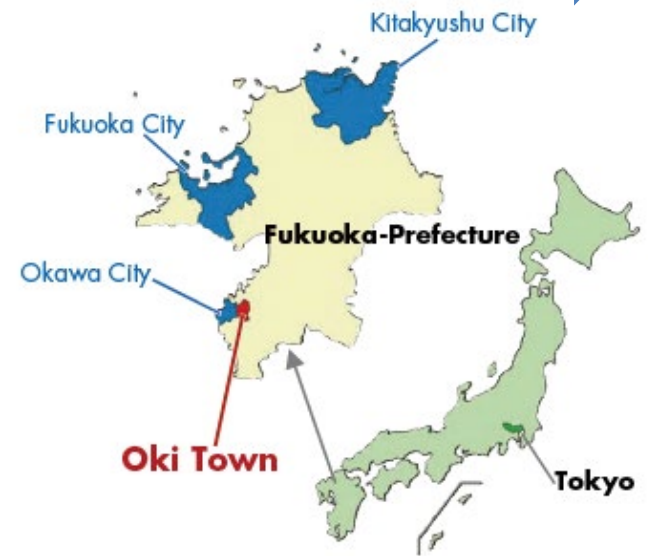 Kitakyushu City
Fukuoka City
Fukuoka-Prefecture
Okawa City
Oki Town
Tokyo